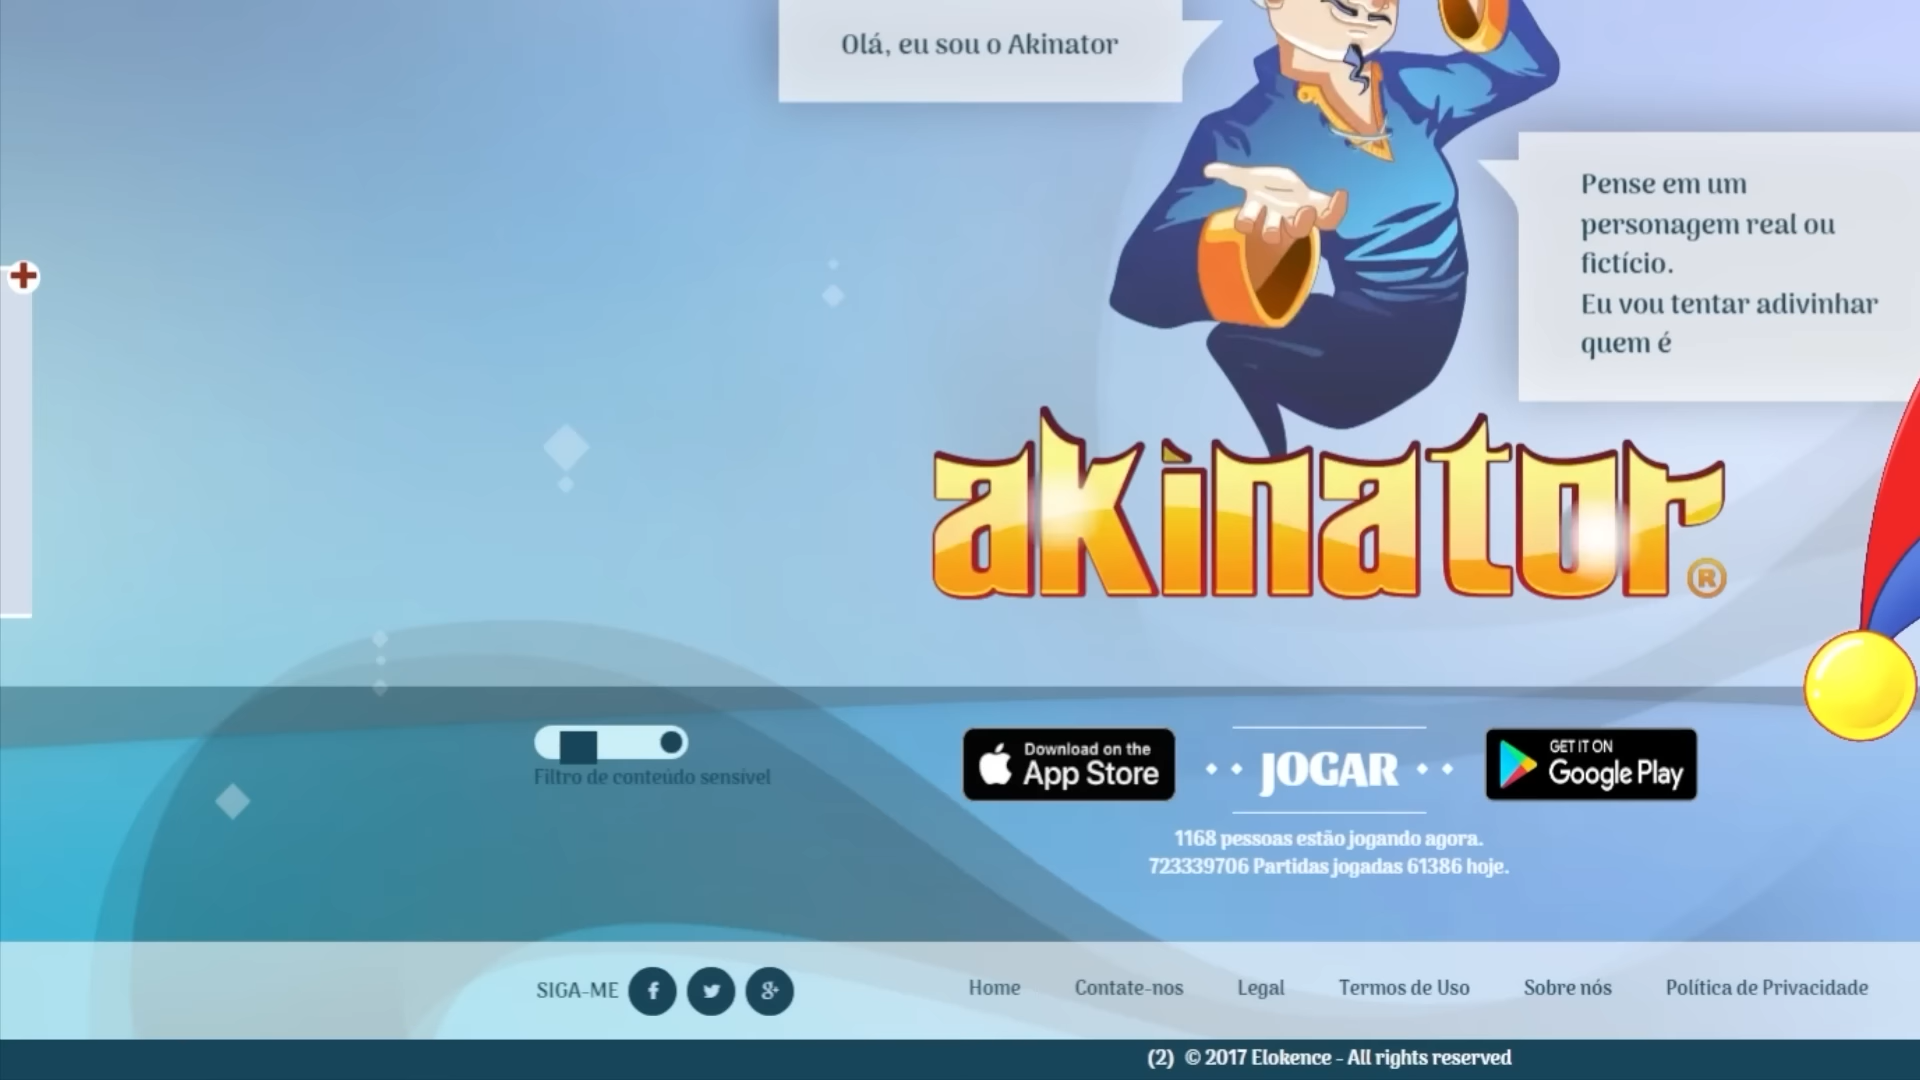 Olá, eu sou o Akinator
Pense em um
personagem real ou
fictício.
Eu vou tentar adivinhar
quem é
akinator®
Filtro de conteúdo sensível
Download on the
App Store
JOGAR
GET IT ON
Google Play
1168 pessoas estão jogando agora.
723339706 Partidas jogadas 61386 hoje.
SIGA-ME f g+
Home Contate-nos Legal Termos de Uso Sobre nós Política de Privacidade
(2) © 2017 Elokence - All rights reserved